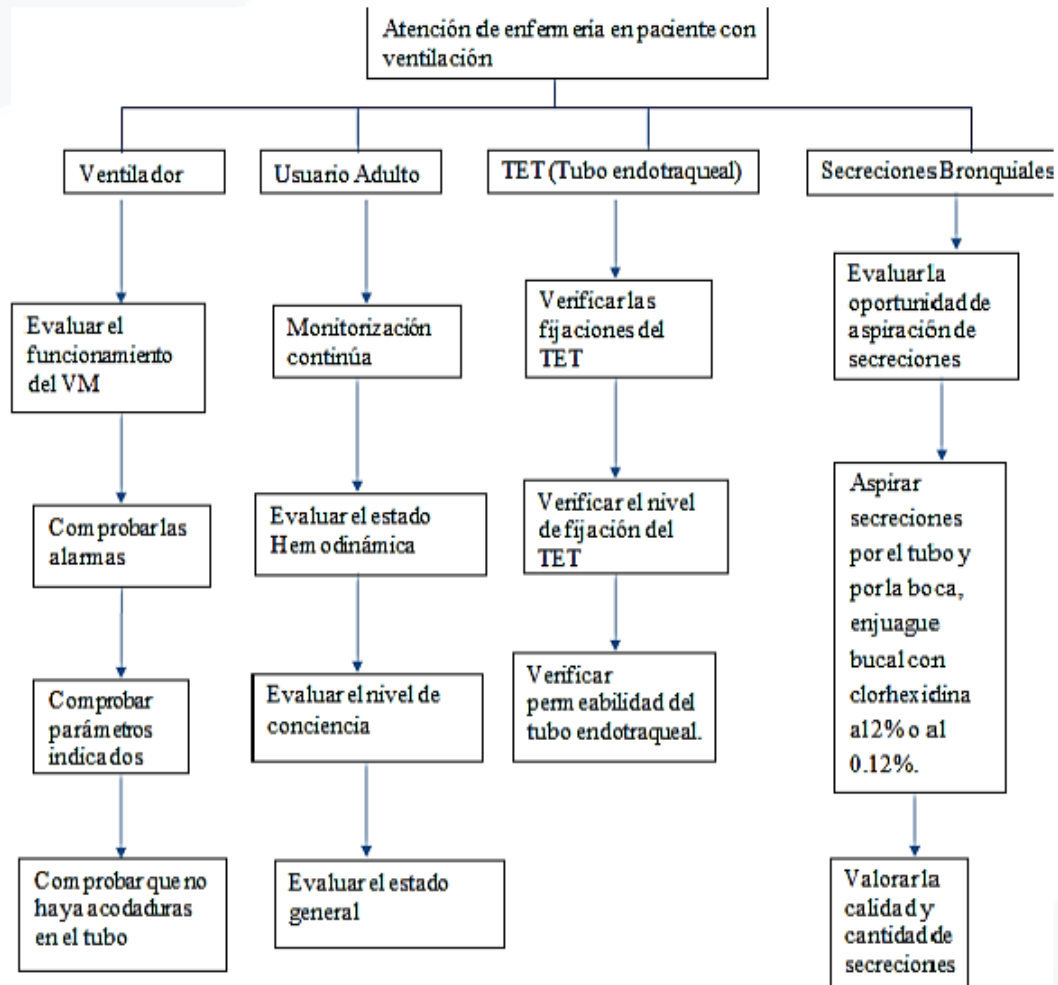 Atención de enfermería en paciente con
ventilación
Ventilador
Usuario Adulto
TET (Tubo endotraqueal)
Secreciones Bronquiales
Evaluar el
funcionamiento
del VM
Comprobar las
alarmas
Comprobar
parámetros
indicados
Comprobar que no
haya acodaduras
en el tubo
Monitorización
continúa
Evaluar el estado
Hemodinámica
Evaluar el nivel de
conciencia
Evaluar el estado
general
Verificar las
fijaciones del
TET
Verificar el nivel
de fijación del
TET
Verificar
permeabilidad del
tubo endotraqueal.
Evaluar la
oportunidad de
aspiración de
secreciones
Aspirar
secreciones
por el tubo y
por la boca,
enjuague
bucal con
clorhexidina
al2% o al
0.12%.
Valorar la
calidad y
cantidad de
secreciones